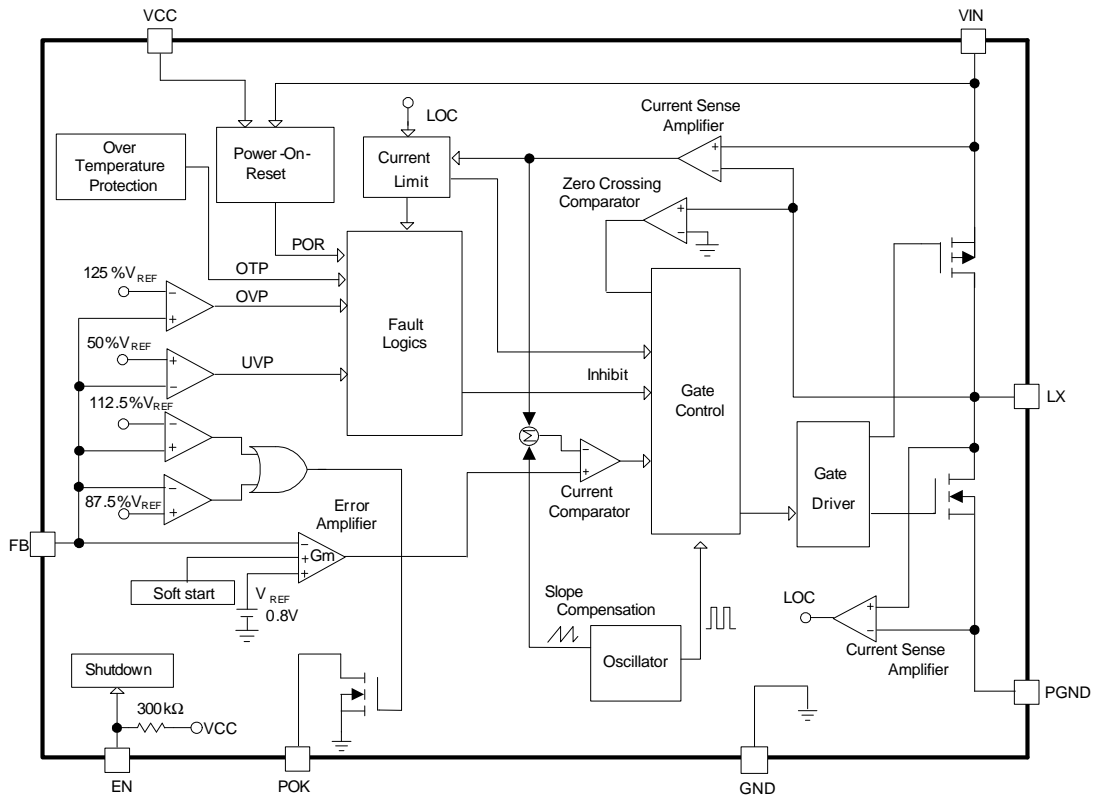 VCC
VIN
LOC
Current Sense
Amplifier
Over
Temperature
Protection
Power-On-
Reset
Current
Limit
Zero Crossing
Comparator
+
−
+
−
POR
OTP
125%VREF
−
+
OVP
Fault
Logics
50%VREF
+
−
UVP
Inhibit
Gate
Control
LX
112.5%VREF
−
+
Σ
−
+
Current
Comparator
Gate
Driver
87.5%VREF
−
+
Error
Amplifier
FB
−
+
+
Gm
Soft start
VREF
0.8V
Slope
Compensation
LOC
+
−
Current Sense
Amplifier
Oscillator
Shutdown
PGND
300kΩ
VCC
EN
POK
GND